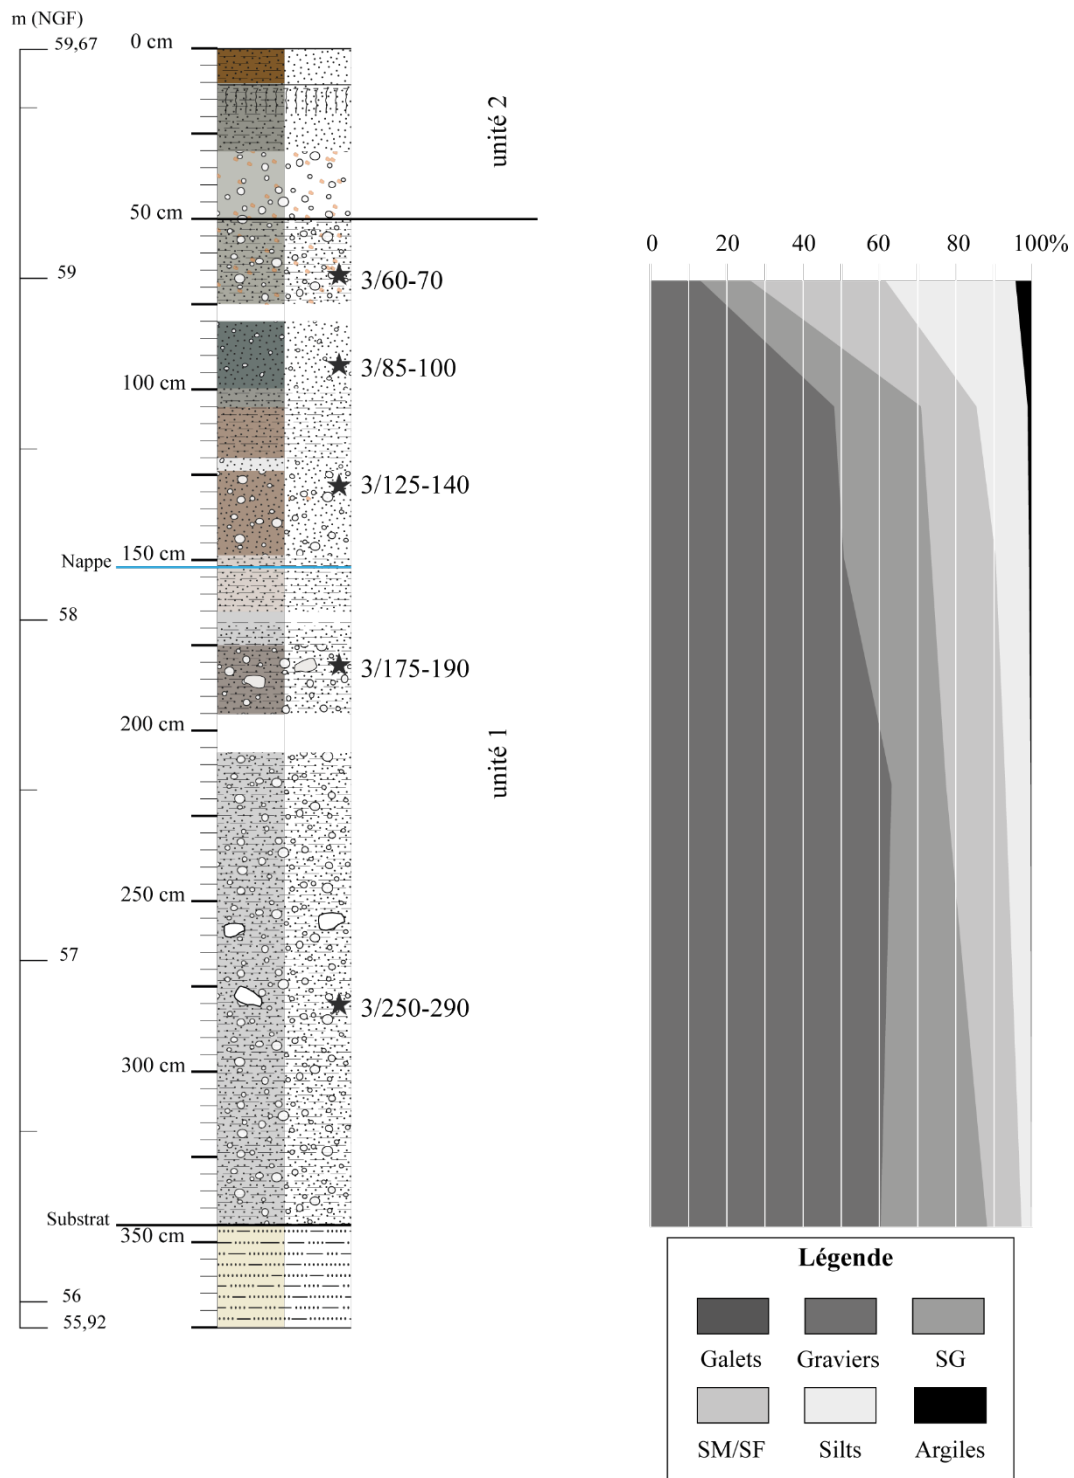 m (NGF)
59,67
0 cm
unité 2
50 cm
0 20 40 60 80 100%
59
3/60-70
3/85-100
100 cm
3/125-140
150 cm
Nappe
58
3/175-190
200 cm
unité 1
250 cm
57
3/250-290
300 cm
Substrat
350 cm
56
55,92
Légende
Galets Graviers SG
SM/SF Silts Argiles